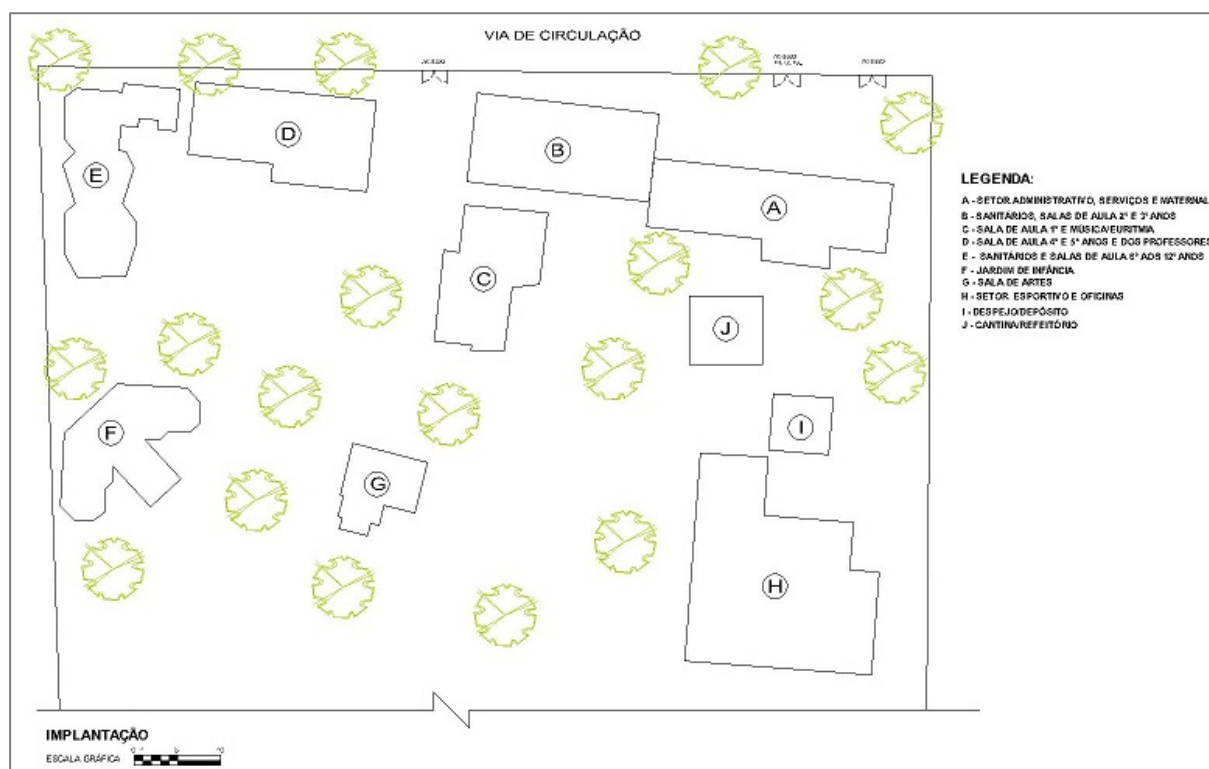 VIA DE CIRCULAÇÃO
D
B
E
A
C
J
F
I
G
H
LEGENDA:
A - SETOR ADMINISTRATIVO, SERVIÇOS E MATERNAL
B - SANITÁRIOS, SALAS DE AULA 2º E 3º ANOS
C - SALA DE AULA 1º E MÚSICA/EURITMIA
D - SALA DE AULA 4º E 5º ANOS E DOS PROFESSORES
E - SANITÁRIOS E SALAS DE AULA 6º AOS 12º ANOS
F - JARDIM DE INFÂNCIA
G - SALA DE ARTES
H - SETOR ESPORTIVO E OFICINAS
I - DESPEJO/DEPÓSITO
J - CANTINA/REFEITÓRIO
IMPLANTAÇÃO
ESCALA GRÁFICA